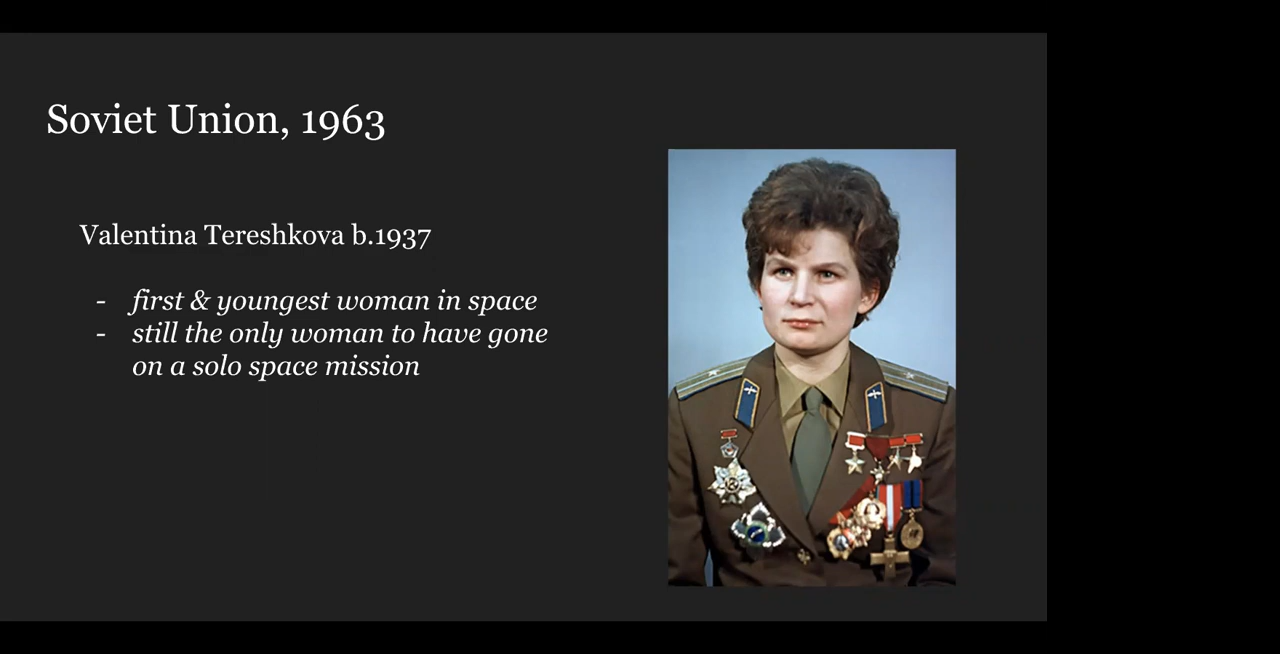 Soviet Union, 1963
Valentina Tereshkova b.1937
- first & youngest woman in space
- still the only woman to have gone
on a solo space mission